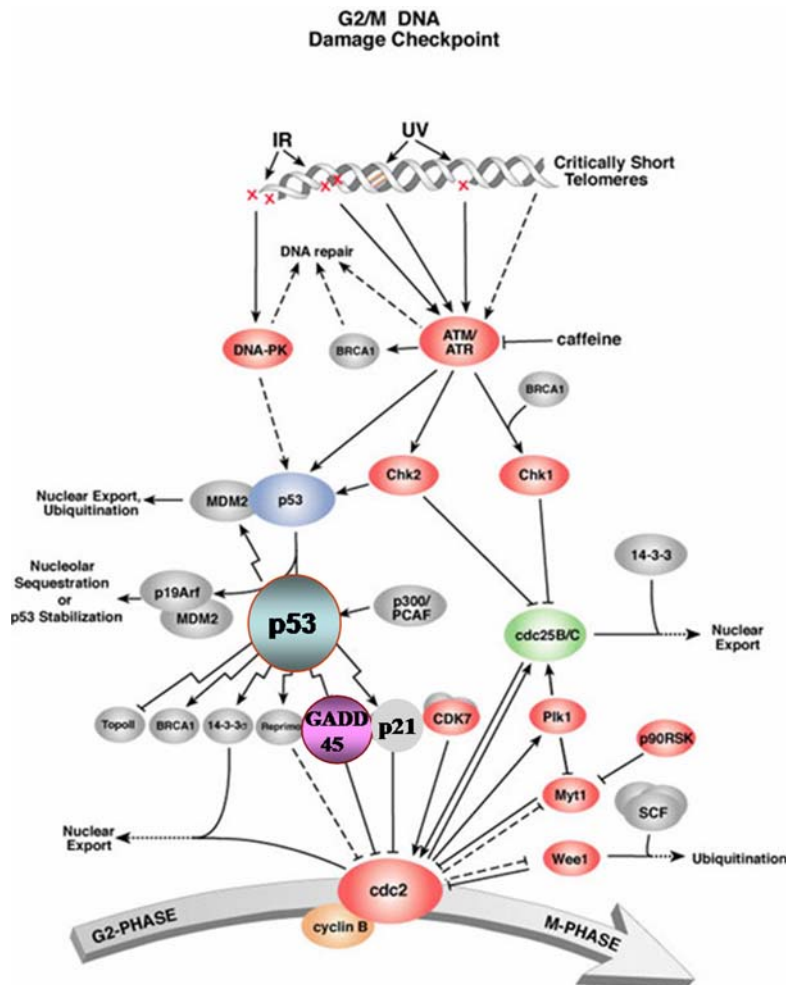 G2/M DNA
Damage Checkpoint
IR
UV
Critically Short
Telomeres
DNA repair
DNA-PK
BRCA1
ATM/
ATR
caffeine
BRCA1
Chk2
Chk1
Nuclear Export,
Ubiquitination
MDM2
p53
14-3-3
Nucleolar
Sequestration
or
p53 Stabilization
p19Arf
MDM2
p53
p300/
PCAF
cdc25B/C
Nuclear
Export
TopoII
BRCA1
14-3-3σ
Reprimo
GADD
45
p21
CDK7
Plk1
p90RSK
Myt1
SCF
Nuclear
Export
Wee1
Ubiquitination
cdc2
cyclin B
G2-PHASE
M-PHASE